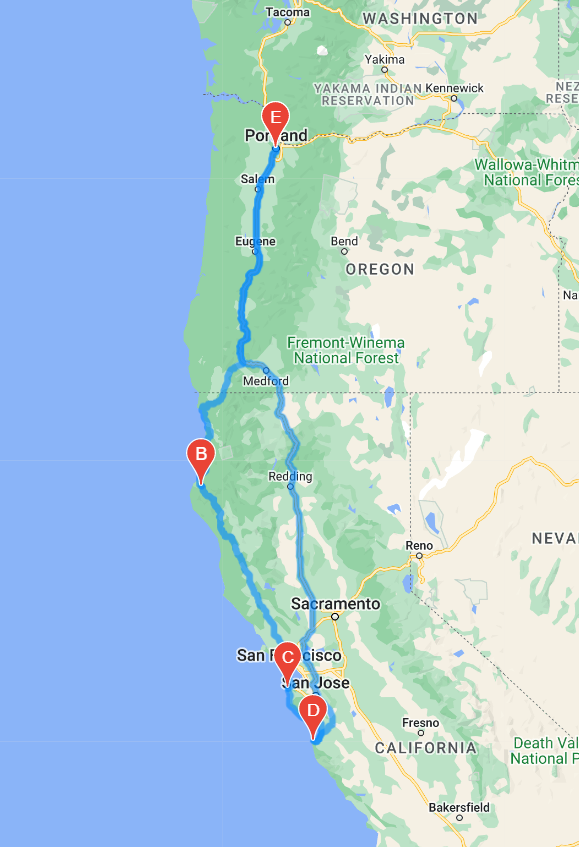 Tacoma
WASHINGTON
Yakima
YAKAMA INDIAN
RESERVATION
Kennewick
NEZ
RESE
E
Portland
Wallowa-Whitm
National Fores
Salem
Eugene
Bend
OREGON
Na
Fremont-Winema
National Forest
Medford
B
Redding
Reno
NEVA
Sacramento
San Francisco
C
San Jose
D
Fresno
CALIFORNIA
Death Val
National P
Bakersfield